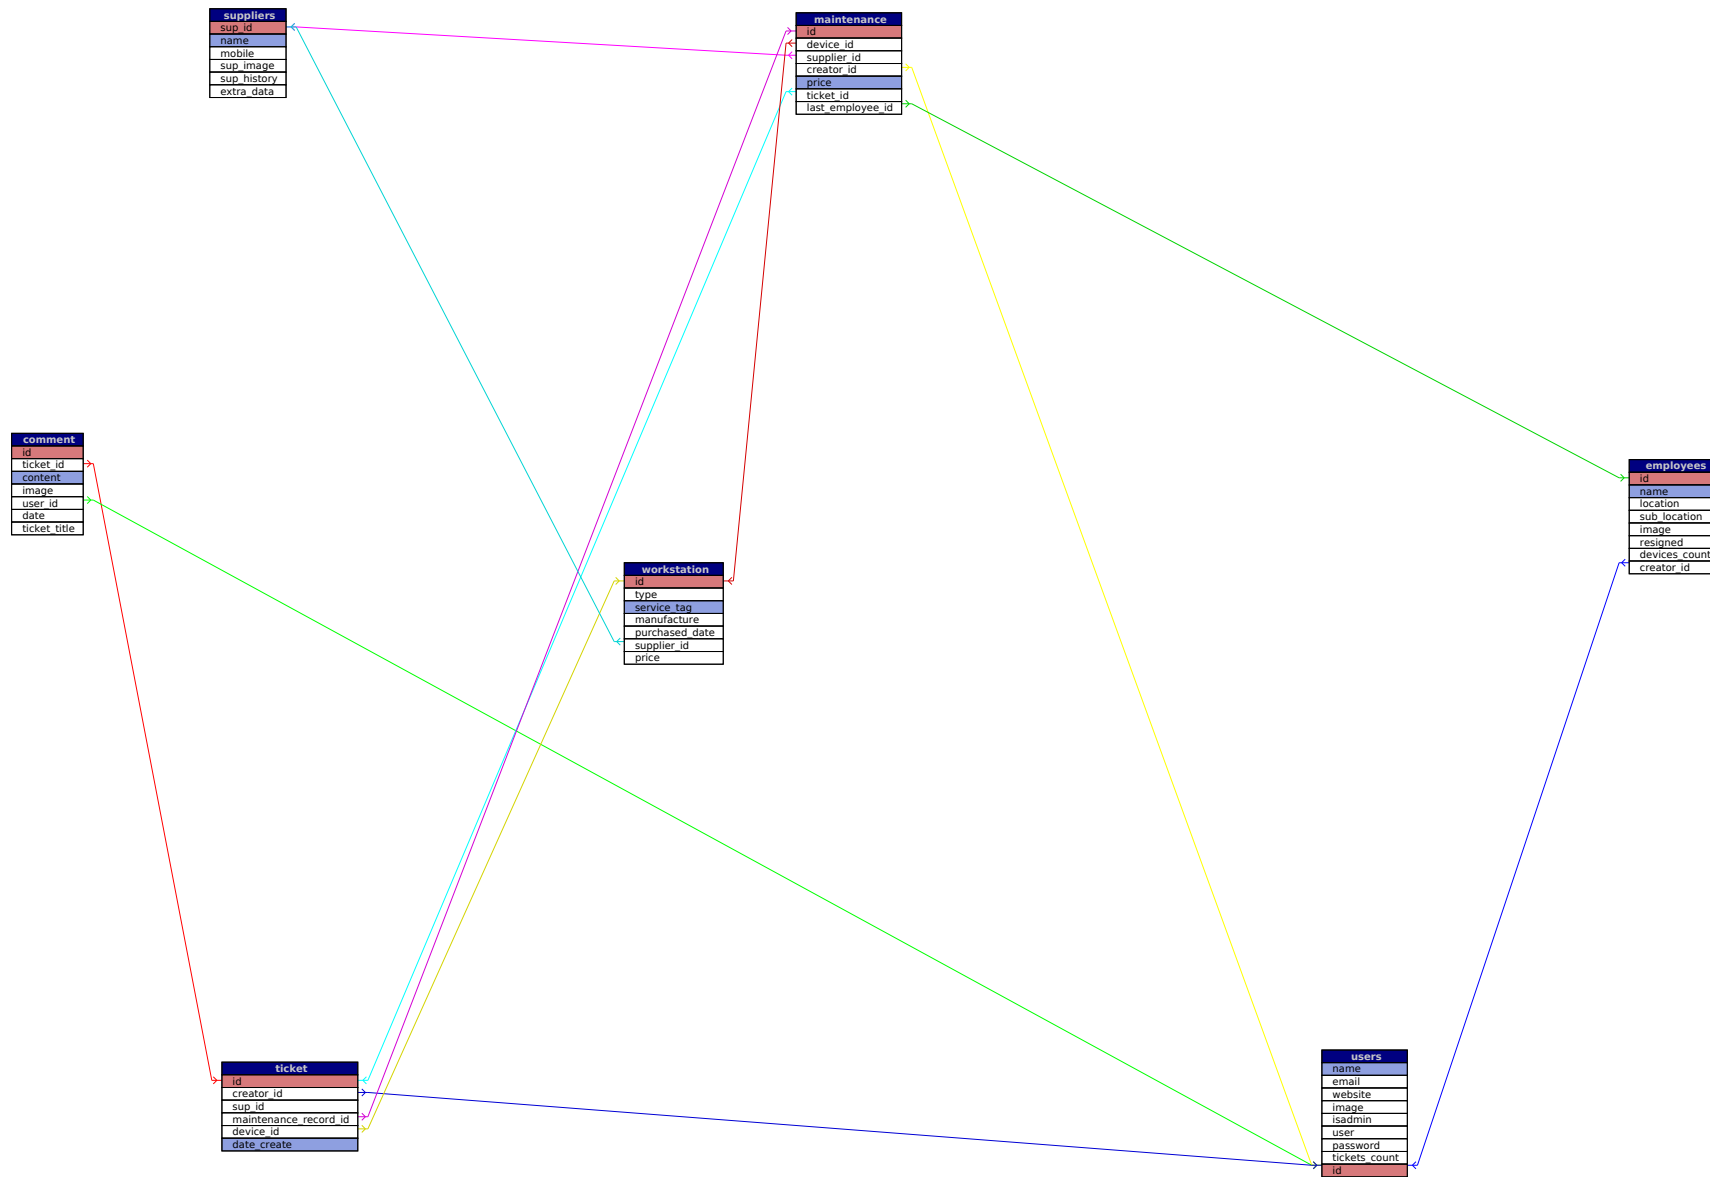 suppliers
sup_id
name
mobile
sup_image
sup_history
extra_data
maintenance
id
device_id
supplier_id
creator_id
price
ticket_id
last_employee_id
comment
id
ticket_id
content
image
user_id
date
ticket_title
employees
id
name
location
sub_location
image
resigned
devices_count
creator_id
workstation
id
type
service_tag
manufacture
purchased_date
supplier_id
price
ticket
id
creator_id
sup_id
maintenance_record_id
device_id
date_create
users
name
email
website
image
isadmin
user
password
tickets_count
id